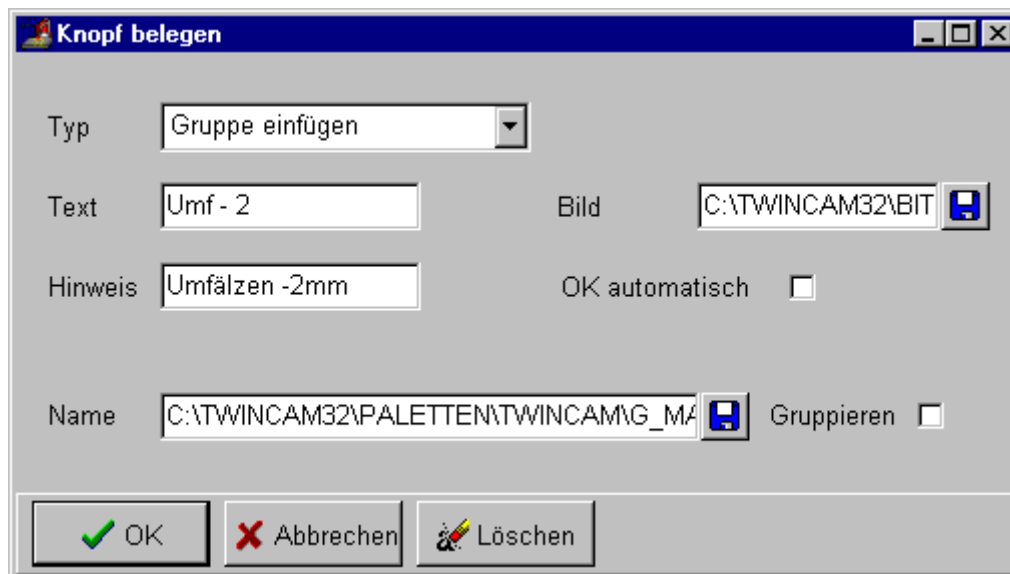 Knopf belegen
Typ Gruppe einfügen
Text Umf - 2 Bild C:\TWINCAM32\BIT
Hinweis Umfälzen -2mm OK automatisch
Name C:\TWINCAM32\PALETTEN\TWINCAM\G_MA Gruppieren
OK Abbrechen Löschen